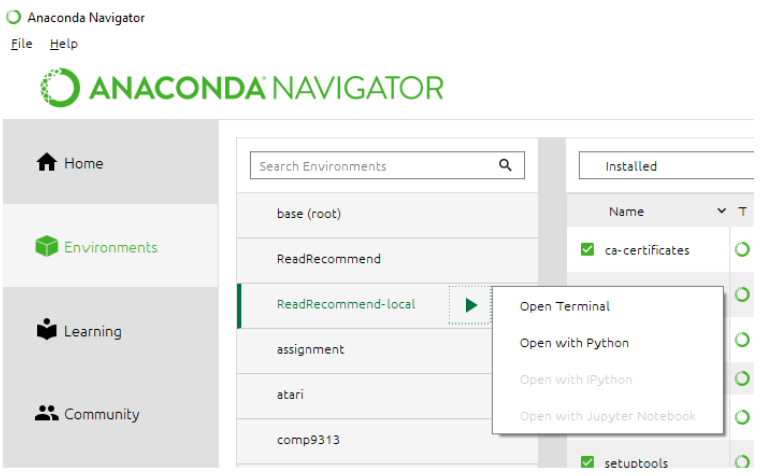 Anaconda Navigator
File Help
ANACONDA NAVIGATOR
Home
Environments
Learning
Community
Search Environments
base (root)
ReadRecommend
ReadRecommend-local
assignment
atari
comp9313
Open Terminal
Open with Python
Open with IPython
Open with Jupyter Notebook
Installed
Name T
ca-certificates
setuptools